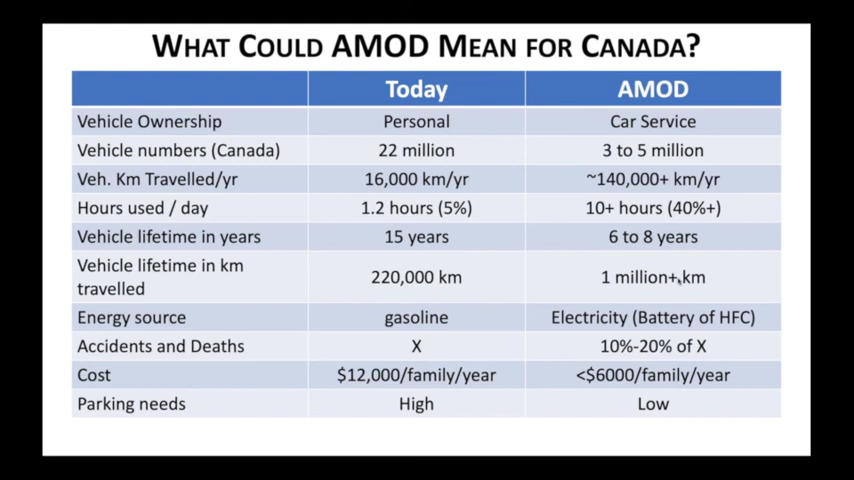 WHAT COULD AMOD MEAN FOR CANADA?
Today AMOD
Vehicle Ownership Personal Car Service
Vehicle numbers (Canada) 22 million 3 to 5 million
Veh. Km Travelled/yr 16,000 km/yr ~140,000+ km/yr
Hours used / day 1.2 hours (5%) 10+ hours (40%+)
Vehicle lifetime in years 15 years 6 to 8 years
Vehicle lifetime in km travelled 220,000 km 1 million+ km
Energy source gasoline Electricity (Battery of HFC)
Accidents and Deaths X 10%-20% of X
Cost $12,000/family/year <$6000/family/year
Parking needs High Low